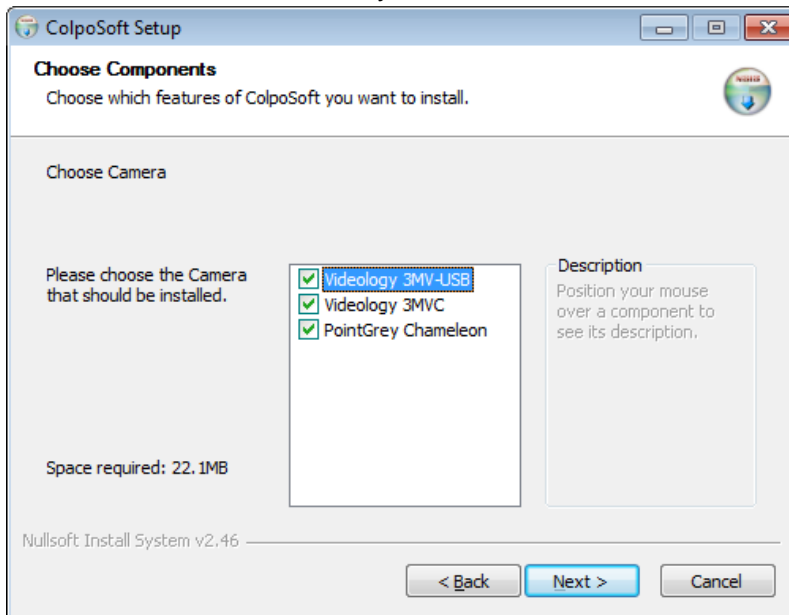 ColpoSoft Setup
Choose Components
Choose which features of ColpoSoft you want to install.
Choose Camera
Please choose the Camera
that should be installed.
Videology 3MV-USB
Videology 3MVC
PointGrey Chameleon
Description
Position your mouse
over a component to
see its description.
Space required: 22.1MB
Nullsoft Install System v2.46
< Back
Next >
Cancel